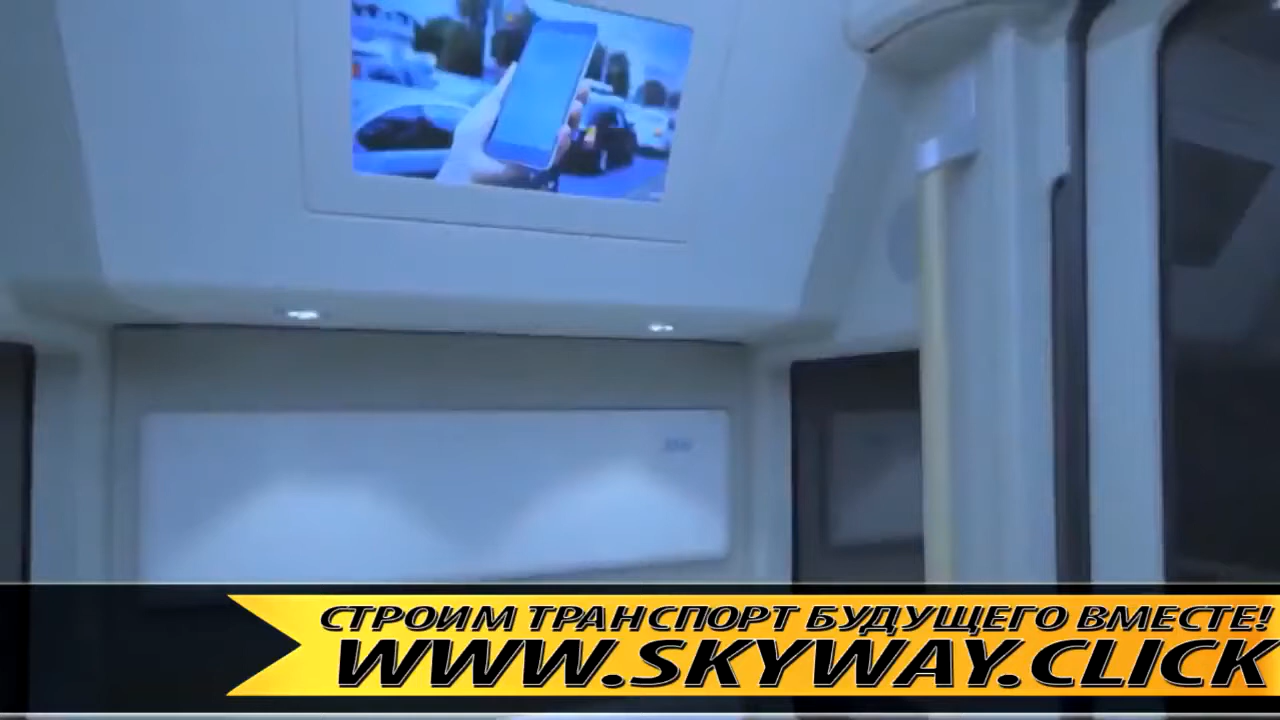 СТРОИМ ТРАНСПОРТ БУДУЩЕГО ВМЕСТЕ!
WWW.SKYWAY.CLICK